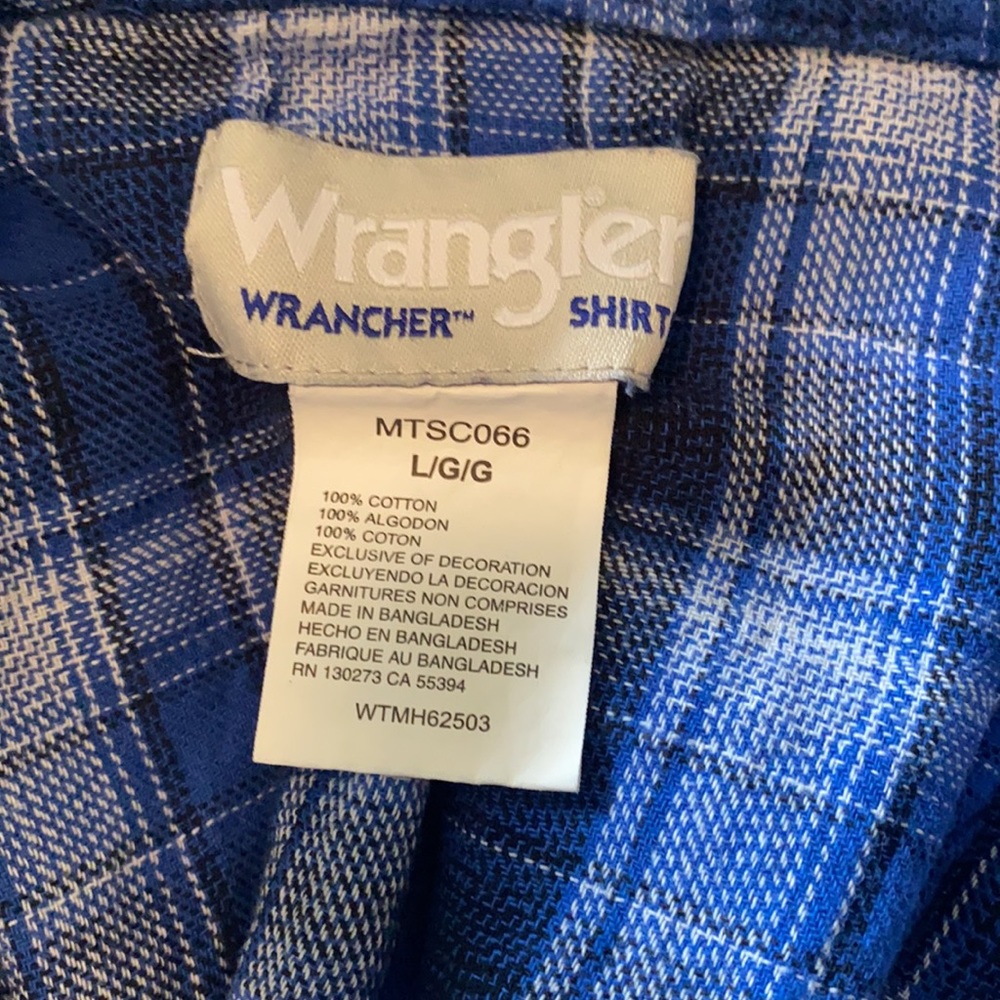 Wrangler
WRANCHER™ SHIRT
MTSC066
L/G/G
100% COTTON
100% ALGODON
100% COTON
EXCLUSIVE OF DECORATION
EXCLUYENDO LA DECORACION
GARNITURES NON COMPRISES
MADE IN BANGLADESH
HECHO EN BANGLADESH
FABRIQUE AU BANGLADESH
RN 130273 CA 55394
WTMH62503